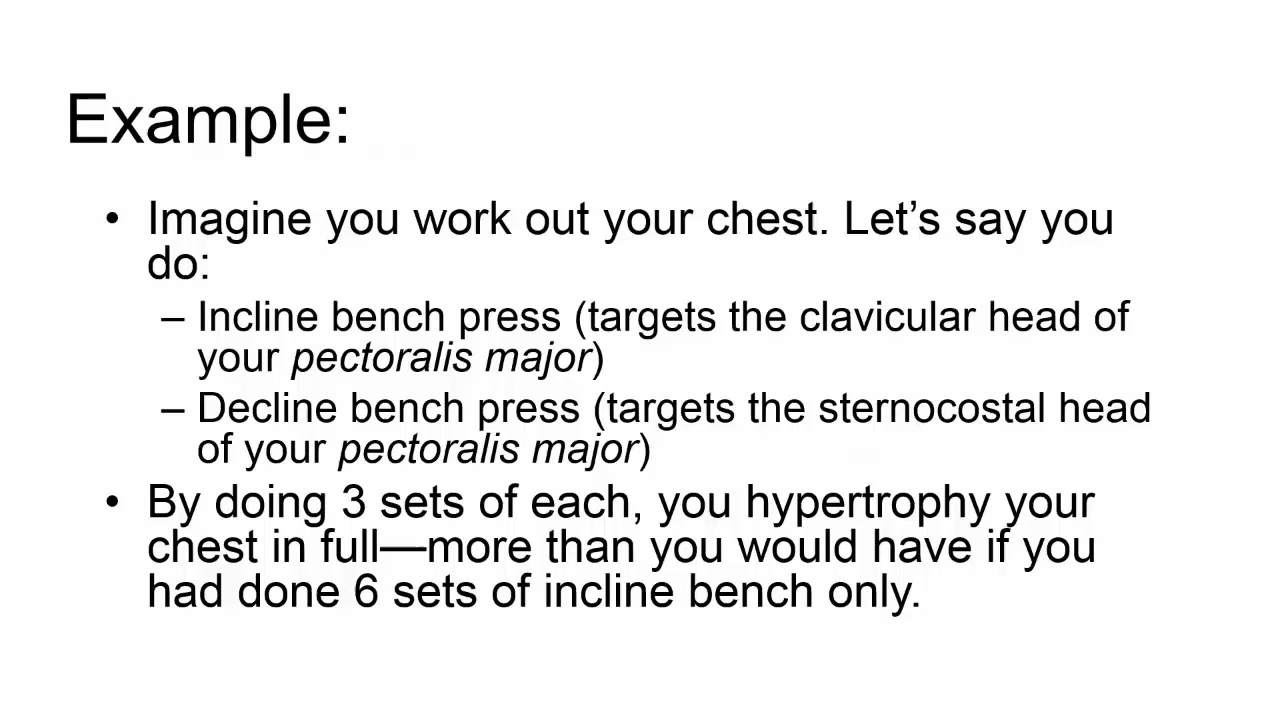 Example:
• Imagine you work out your chest. Let’s say you
do:
– Incline bench press (targets the clavicular head of
your pectoralis major)
– Decline bench press (targets the sternocostal head
of your pectoralis major)
• By doing 3 sets of each, you hypertrophy your
chest in full—more than you would have if you
had done 6 sets of incline bench only.